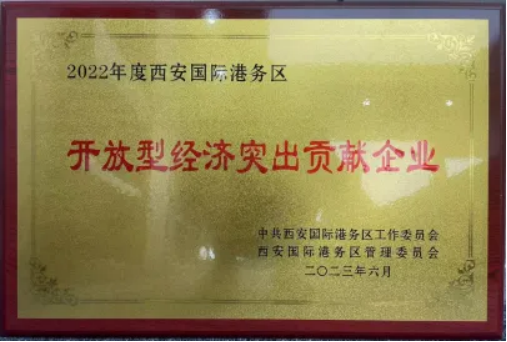 2022年度西安国际港务区
开放型经济突出贡献企业
中共西安国际港务区工作委员会
西安国际港务区管理委员会
二〇二三年六月